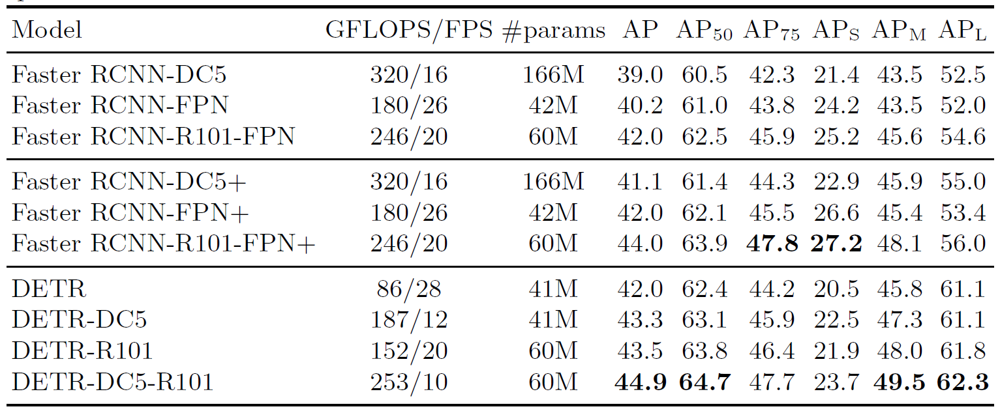 Model GFLOPS/FPS #params AP AP50 AP75 APS APM APL
Faster RCNN-DC5 320/16 166M 39.0 60.5 42.3 21.4 43.5 52.5
Faster RCNN-FPN 180/26 42M 40.2 61.0 43.8 24.2 43.5 52.0
Faster RCNN-R101-FPN 246/20 60M 42.0 62.5 45.9 25.2 45.6 54.6
Faster RCNN-DC5+ 320/16 166M 41.1 61.4 44.3 22.9 45.9 55.0
Faster RCNN-FPN+ 180/26 42M 42.0 62.1 45.5 26.6 45.4 53.4
Faster RCNN-R101-FPN+ 246/20 60M 44.0 63.9 47.8 27.2 48.1 56.0
DETR 86/28 41M 42.0 62.4 44.2 20.5 45.8 61.1
DETR-DC5 187/12 41M 43.3 63.1 45.9 22.5 47.3 61.1
DETR-R101 152/20 60M 43.5 63.8 46.4 21.9 48.0 61.8
DETR-DC5-R101 253/10 60M 44.9 64.7 47.7 23.7 49.5 62.3